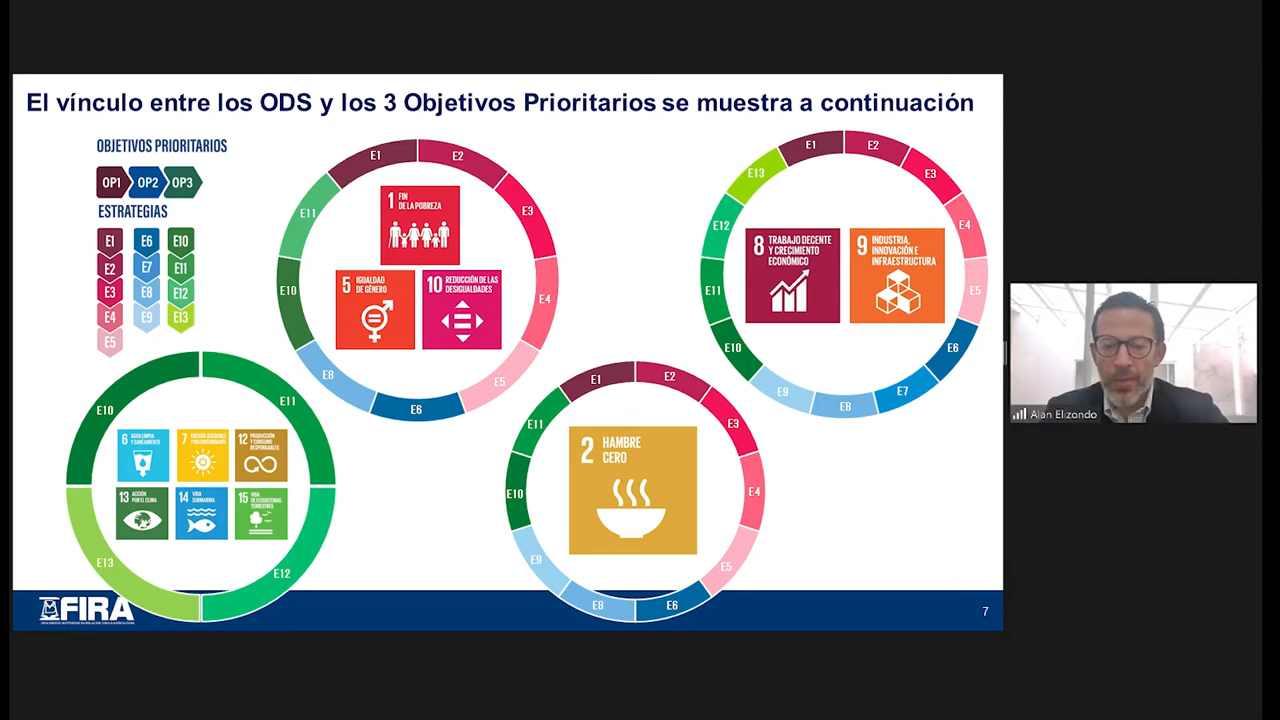 El vínculo entre los ODS y los 3 Objetivos Prioritarios se muestra a continuación
OBJETIVOS PRIORITARIOS
OP1 OP2 OP3
ESTRATEGIAS
E1 E6 E10
E2 E7 E11
E3 E8 E12
E4 E9 E13
E5
E1
E2
E3
E4
E5
E6
E8
E10
E11
1 FIN
DE LA POBREZA
5 IGUALDAD
DE GÉNERO
10 REDUCCIÓN DE LAS
DESIGUALDADES
E1
E2
E3
E4
E5
E6
E7
E8
E9
E10
E11
E12
E13
8 TRABAJO DECENTE
Y CRECIMIENTO
ECONÓMICO
9 INDUSTRIA,
INNOVACIÓN E
INFRAESTRUCTURA
E10
E11
E12
E13
6 AGUA LIMPIA
Y SANEAMIENTO
7 ENERGÍA ASEQUIBLE
Y NO CONTAMINANTE
12 PRODUCCIÓN
Y CONSUMO
RESPONSABLES
13 ACCIÓN
POR EL CLIMA
14 VIDA
SUBMARINA
15 VIDA
DE ECOSISTEMAS
TERRESTRES
E1
E2
E3
E4
E5
E6
E8
E9
E10
E11
2 HAMBRE
CERO
FIRA
7
Alan Elizondo